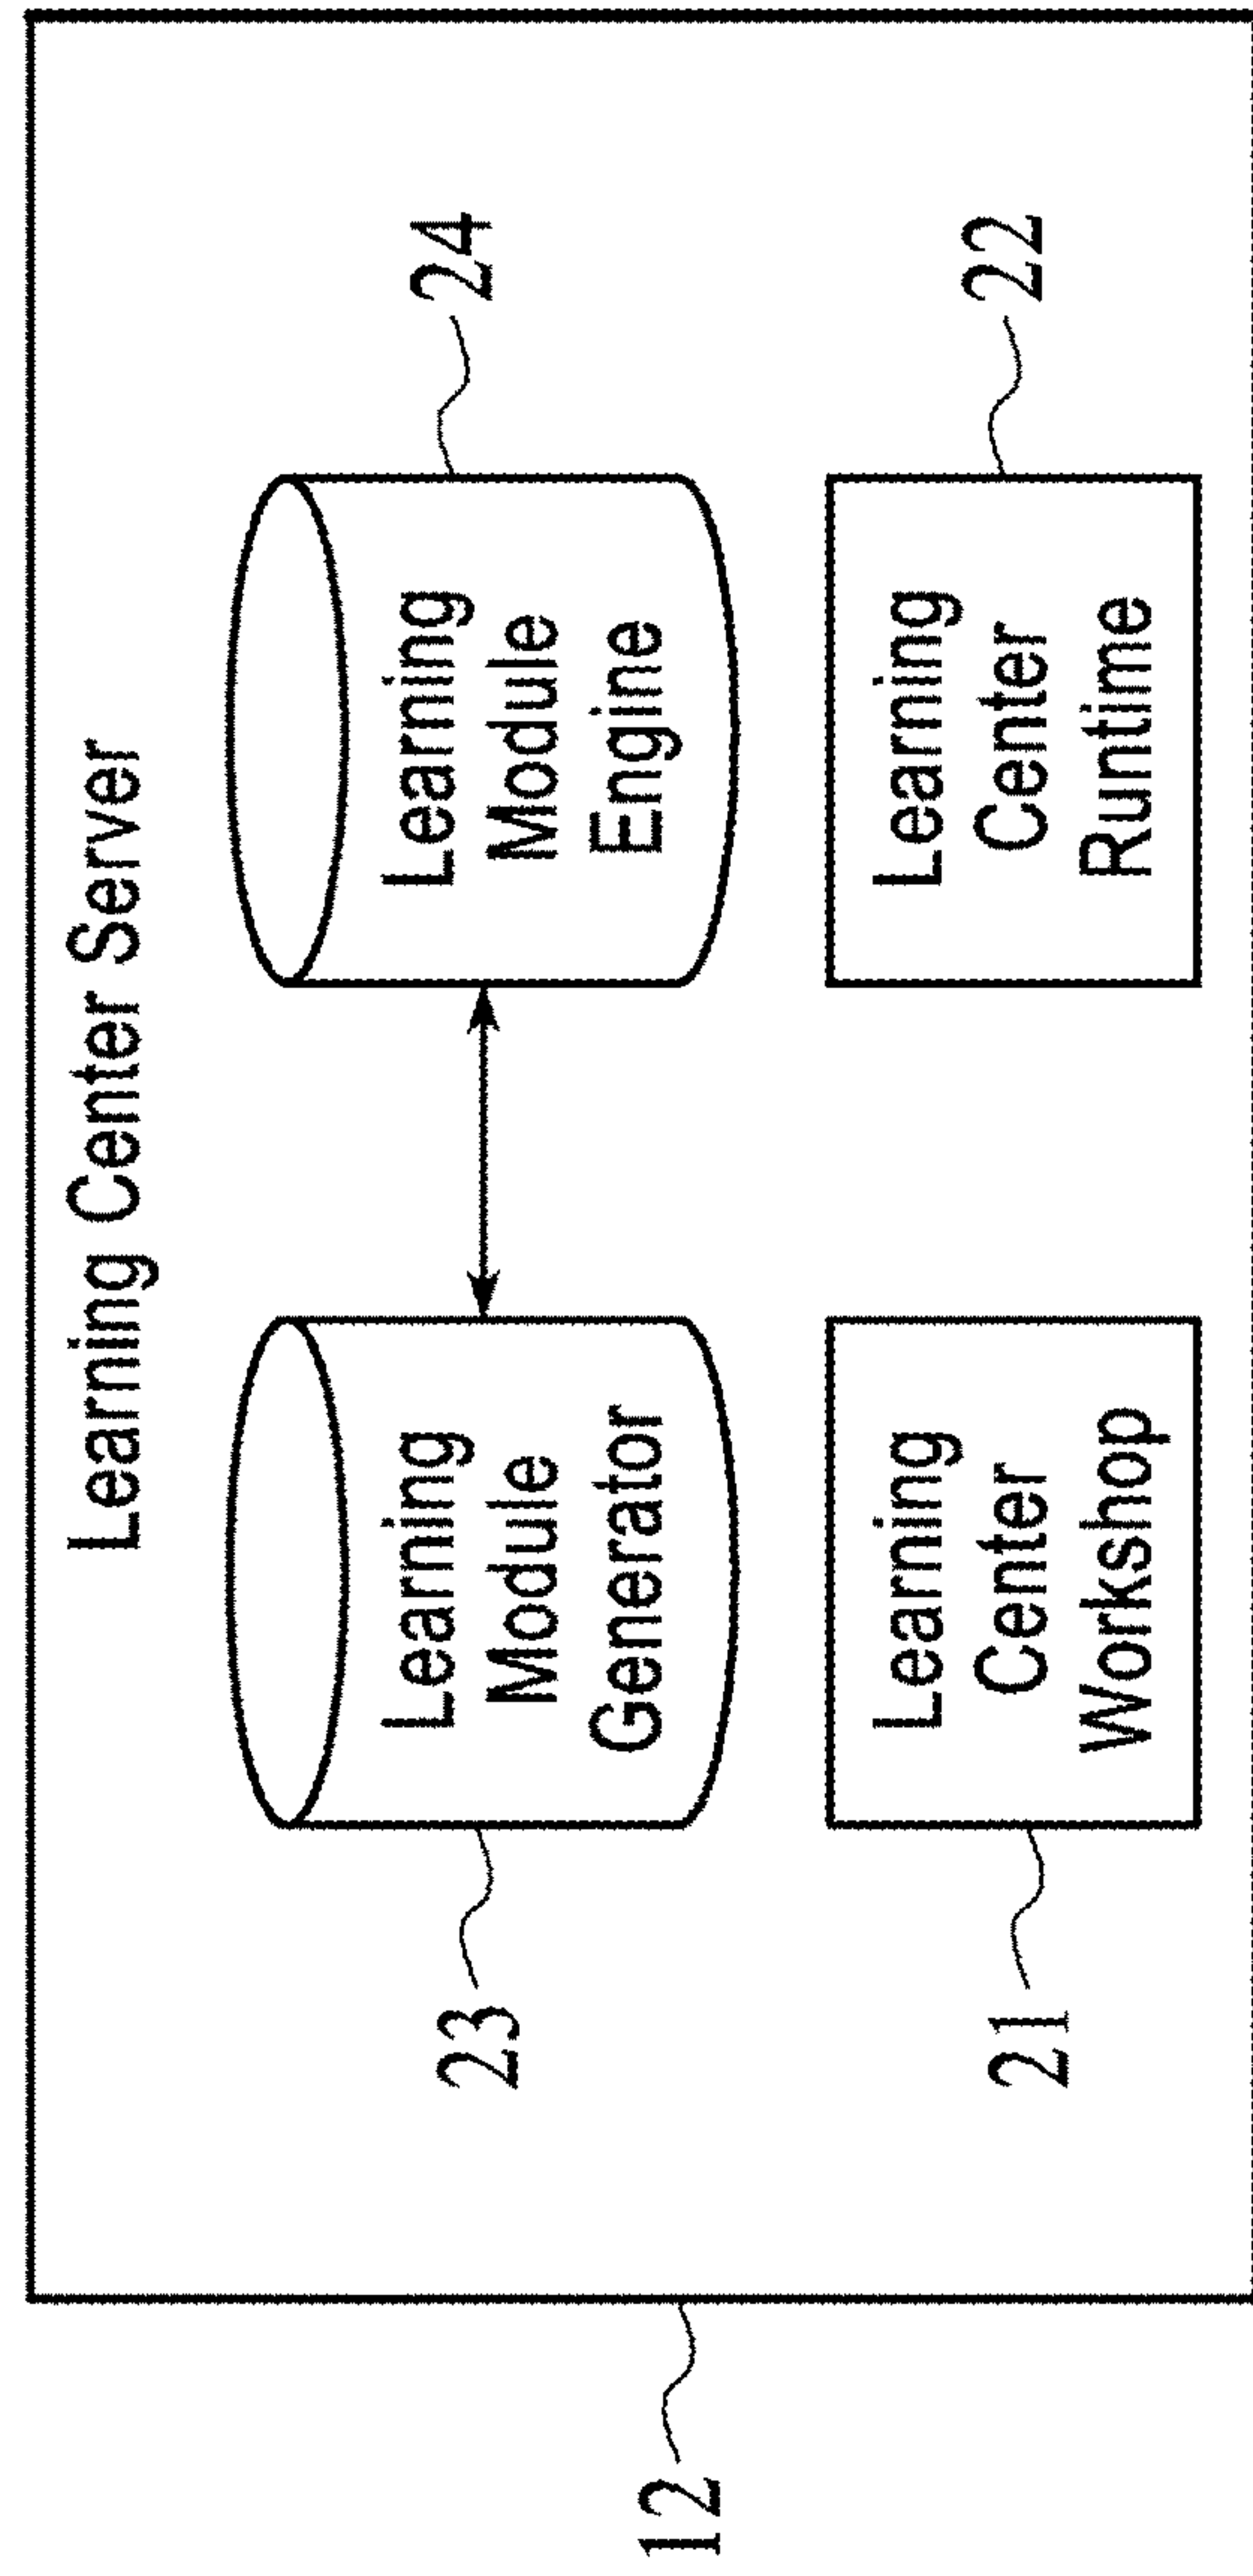 Learning Center Server
Learning
Module
Generator
23
Learning
Module
Engine
24
Learning
Center
Workshop
21
Learning
Center
Runtime
22
12